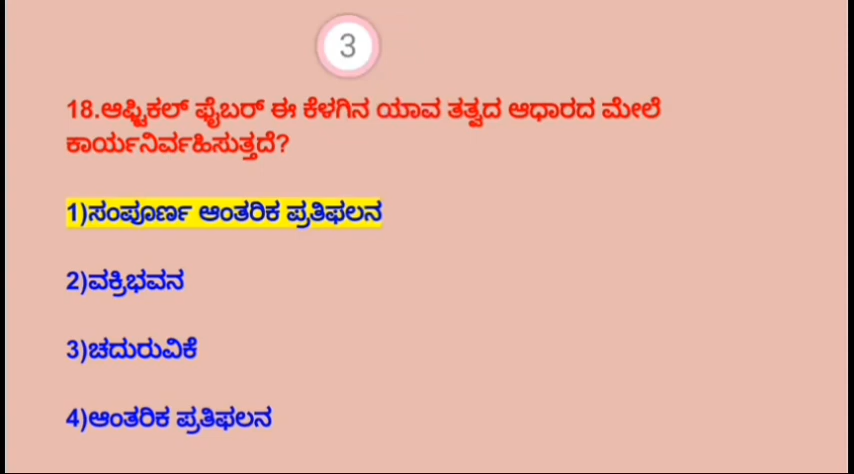 3
18.ಆಪ್ಟಿಕಲ್ ಫೈಬರ್ ಈ ಕೆಳಗಿನ ಯಾವ ತತ್ವದ ಆಧಾರದ ಮೇಲೆ
ಕಾರ್ಯನಿರ್ವಹಿಸುತ್ತದೆ?
1)ಸಂಪೂರ್ಣ ಆಂತರಿಕ ಪ್ರತಿಫಲನ
2)ವಕ್ರಿಭವನ
3)ಚದುರುವಿಕೆ
4)ಆಂತರಿಕ ಪ್ರತಿಫಲನ